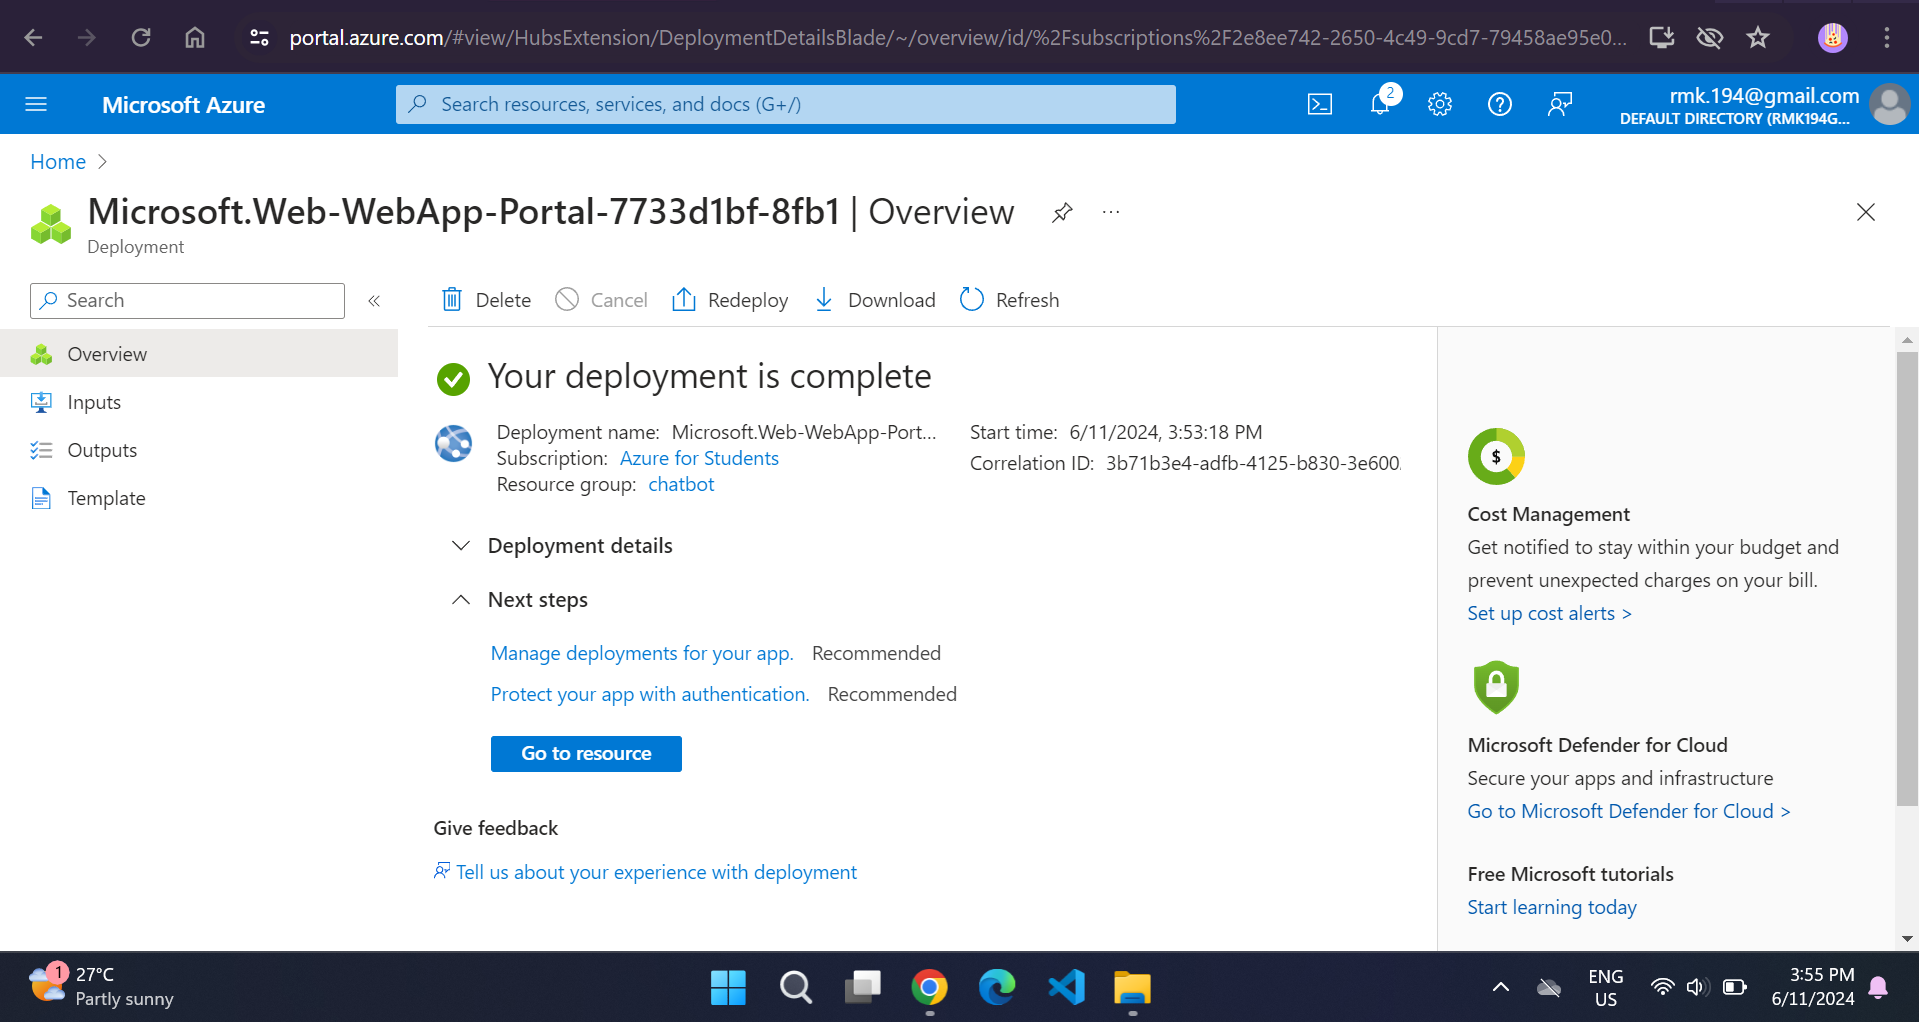 portal.azure.com/#view/HubsExtension/DeploymentDetailsBlade/~/overview/id/%2Fsubscriptions%2F2e8ee742-2650-4c49-9cd7-79458ae95e0...
Microsoft Azure
Search resources, services, and docs (G+/)
2
rmk.194@gmail.com
DEFAULT DIRECTORY (RMK194G...
Home
Microsoft.Web-WebApp-Portal-7733d1bf-8fb1 | Overview
Deployment
Search
Overview
Inputs
Outputs
Template
Delete
Cancel
Redeploy
Download
Refresh
Your deployment is complete
Deployment name: Microsoft.Web-WebApp-Port...
Subscription: Azure for Students
Resource group: chatbot
Start time: 6/11/2024, 3:53:18 PM
Correlation ID: 3b71b3e4-adfb-4125-b830-3e600
Deployment details
Next steps
Manage deployments for your app. Recommended
Protect your app with authentication. Recommended
Go to resource
Give feedback
Tell us about your experience with deployment
$
Cost Management
Get notified to stay within your budget and
prevent unexpected charges on your bill.
Set up cost alerts >
Microsoft Defender for Cloud
Secure your apps and infrastructure
Go to Microsoft Defender for Cloud >
Free Microsoft tutorials
Start learning today
1
27°C
Partly sunny
ENG
US
3:55 PM
6/11/2024